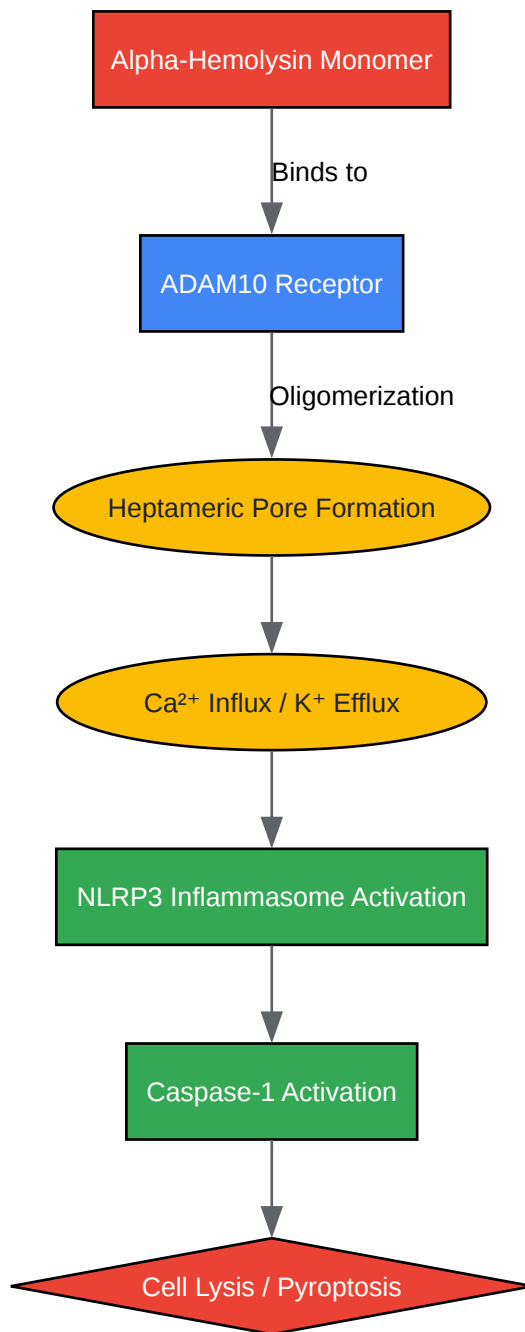 Alpha-Hemolysin Monomer
Binds to
ADAM10 Receptor
Oligomerization
Heptameric Pore Formation
Ca²⁺ Influx / K⁺ Efflux
NLRP3 Inflammasome Activation
Caspase-1 Activation
Cell Lysis / Pyroptosis